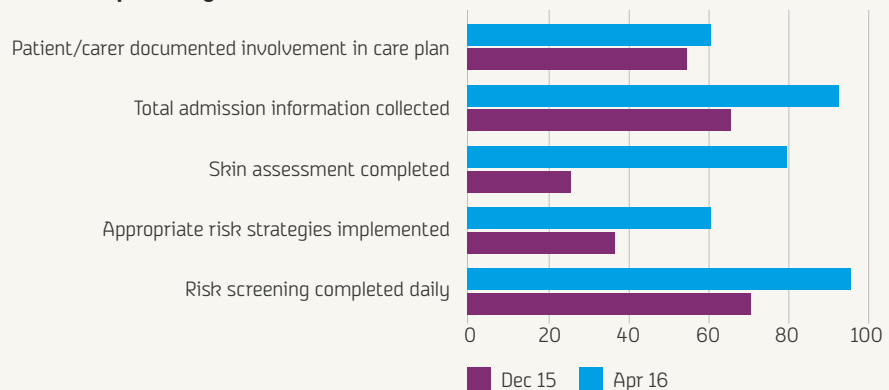 Patient/carer documented involvement in care plan
Total admission information collected
Skin assessment completed
Appropriate risk strategies implemented
Risk screening completed daily
0 20 40 60 80 100
Dec 15 Apr 16